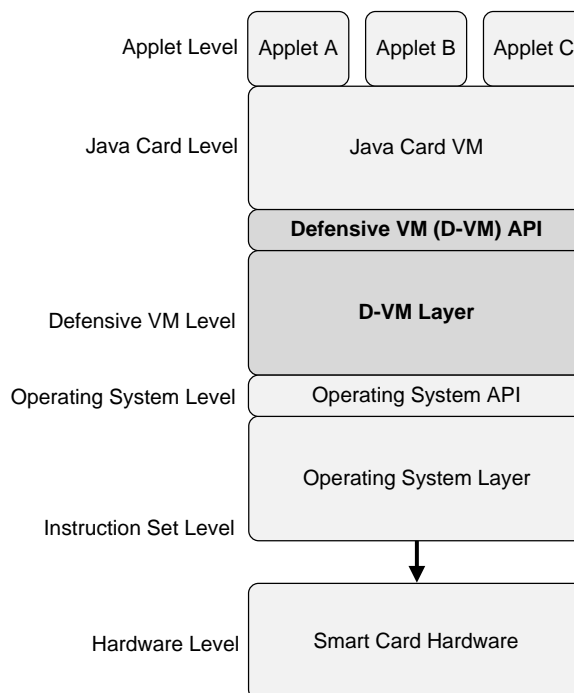 Applet Level
Applet A
Applet B
Applet C
Java Card Level
Java Card VM
Defensive VM (D-VM) API
D-VM Layer
Defensive VM Level
Operating System Level
Operating System API
Operating System Layer
Instruction Set Level
Hardware Level
Smart Card Hardware